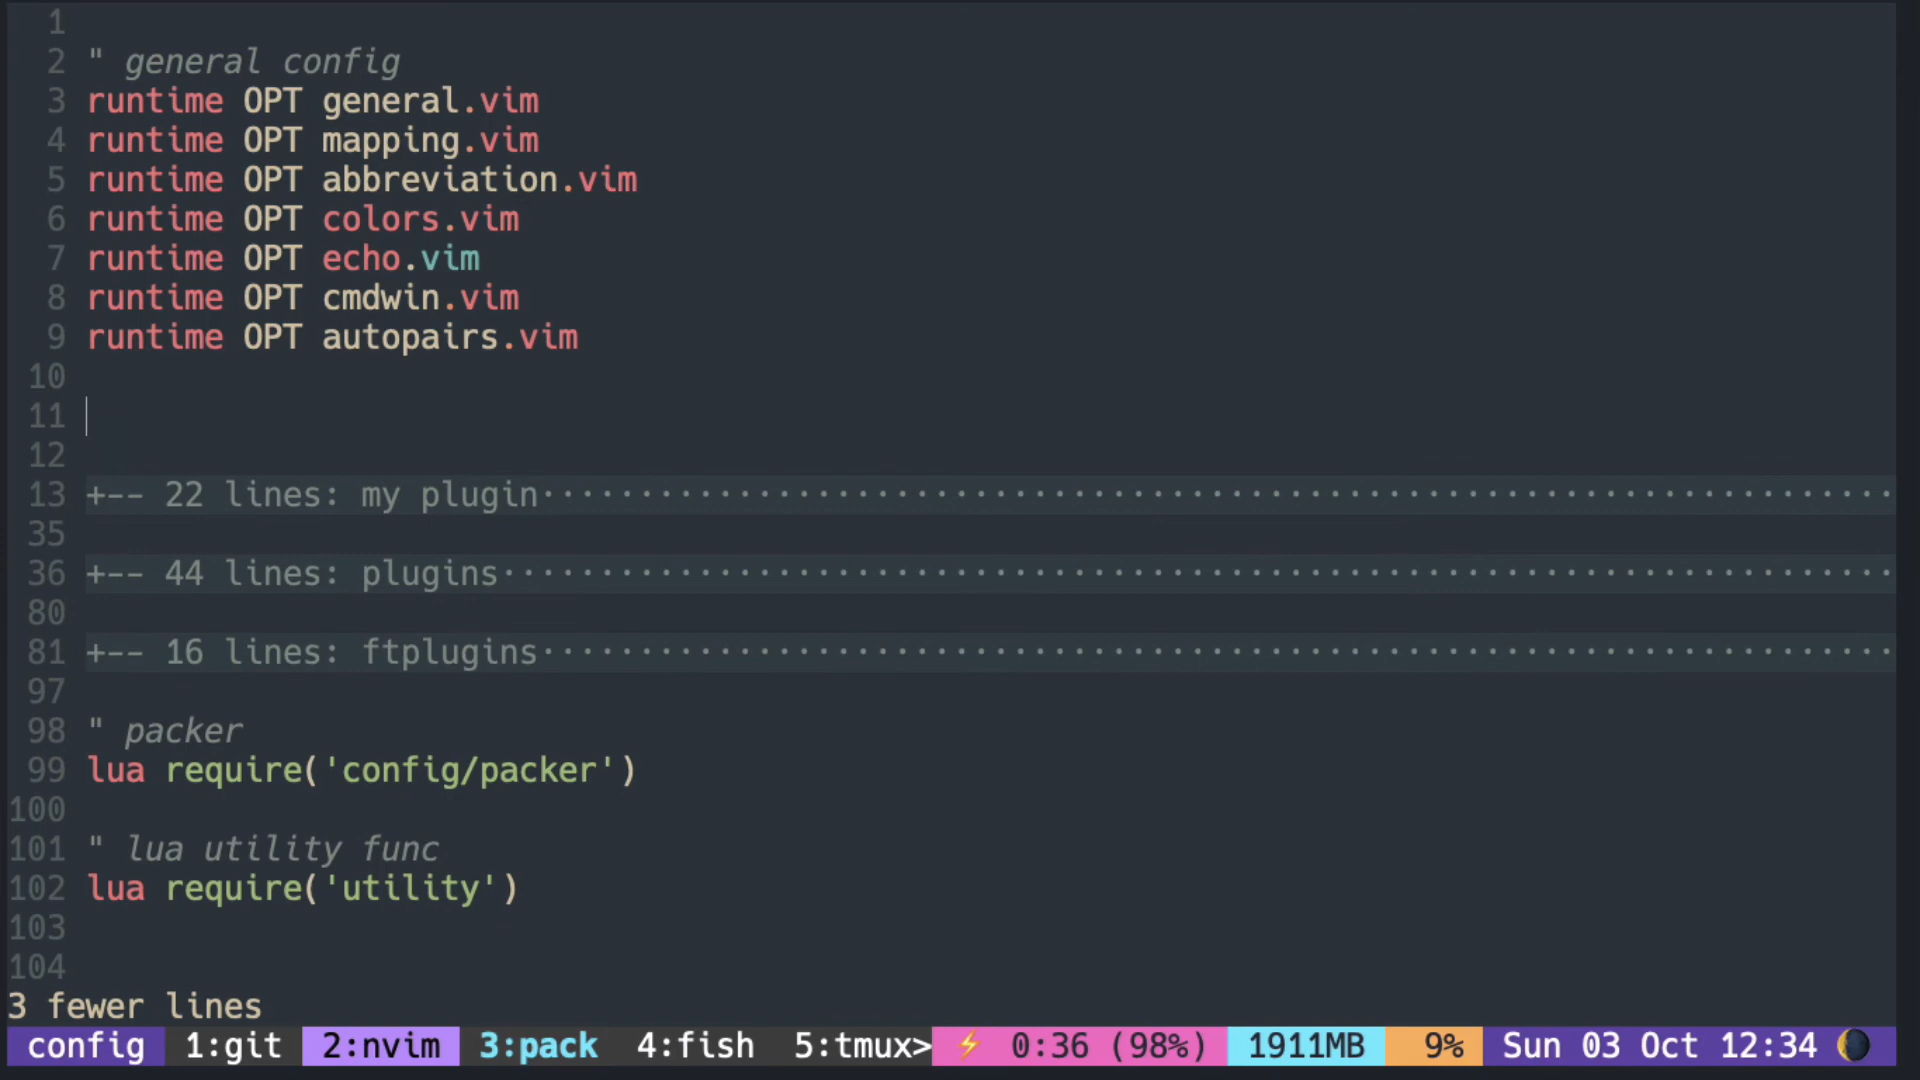 1
2 " general config
3 runtime OPT general.vim
4 runtime OPT mapping.vim
5 runtime OPT abbreviation.vim
6 runtime OPT colors.vim
7 runtime OPT echo.vim
8 runtime OPT cmdwin.vim
9 runtime OPT autopairs.vim
10
11
12
13 +-- 22 lines: my plugin····································································
35
36 +-- 44 lines: plugins······································································
80
81 +-- 16 lines: ftplugins····································································
97
98 " packer
99 lua require('config/packer')
100
101 " lua utility func
102 lua require('utility')
103
104
3 fewer lines
config 1:git 2:nvim 3:pack 4:fish 5:tmux> ⚡ 0:36 (98%) 1911MB 9% Sun 03 Oct 12:34 🌘